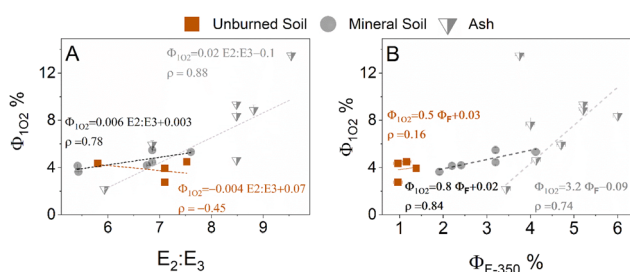 Unburned Soil Mineral Soil Ash
A
Φ1O2=0.02 E2:E3−0.1
ρ = 0.88
Φ1O2=0.006 E2:E3+0.003
ρ = 0.78
Φ1O2=−0.004 E2:E3+0.07
ρ = −0.45
Φ1O2 %
12
8
4
0
6 7 8 9
E2:E3
B
Φ1O2=0.5 ΦF+0.03
ρ = 0.16
Φ1O2=0.8 ΦF+0.02
ρ = 0.84
Φ1O2=3.2 ΦF−0.09
ρ = 0.74
Φ1O2 %
12
8
4
0
1 2 3 4 5 6
ΦF-350 %